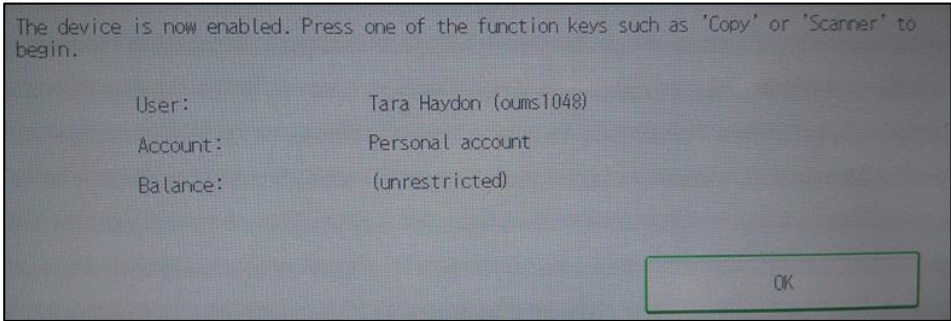 The device is now enabled. Press one of the function keys such as 'Copy' or 'Scanner' to
begin.
User: Tara Haydon (oums1048)
Account: Personal account
Balance: (unrestricted)
OK